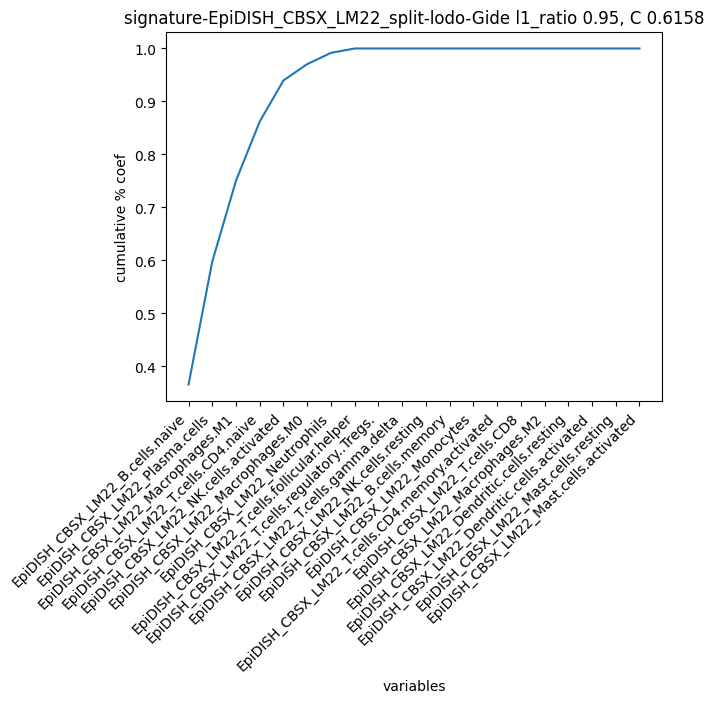 signature-EpiDISH_CBSX_LM22_split-lodo-Gide l1_ratio 0.95, C 0.6158
1.0
0.9
0.8
0.7
0.6
0.5
0.4
cumulative % coef
EpiDISH_CBSX_LM22_B.cells.naive
EpiDISH_CBSX_LM22_Plasma.cells
EpiDISH_CBSX_LM22_Macrophages.M1
EpiDISH_CBSX_LM22_T.cells.CD4.naive
EpiDISH_CBSX_LM22_NK.cells.activated
EpiDISH_CBSX_LM22_Macrophages.M0
EpiDISH_CBSX_LM22_Neutrophils
EpiDISH_CBSX_LM22_T.cells.follicular.helper
EpiDISH_CBSX_LM22_T.cells.regulatory..Tregs.
EpiDISH_CBSX_LM22_T.cells.gamma.delta
EpiDISH_CBSX_LM22_NK.cells.resting
EpiDISH_CBSX_LM22_B.cells.memory
EpiDISH_CBSX_LM22_Monocytes
EpiDISH_CBSX_LM22_T.cells.CD4.memory.activated
EpiDISH_CBSX_LM22_T.cells.CD8
EpiDISH_CBSX_LM22_Macrophages.M2
EpiDISH_CBSX_LM22_Dendritic.cells.resting
EpiDISH_CBSX_LM22_Dendritic.cells.activated
EpiDISH_CBSX_LM22_Mast.cells.resting
EpiDISH_CBSX_LM22_Mast.cells.activated
variables